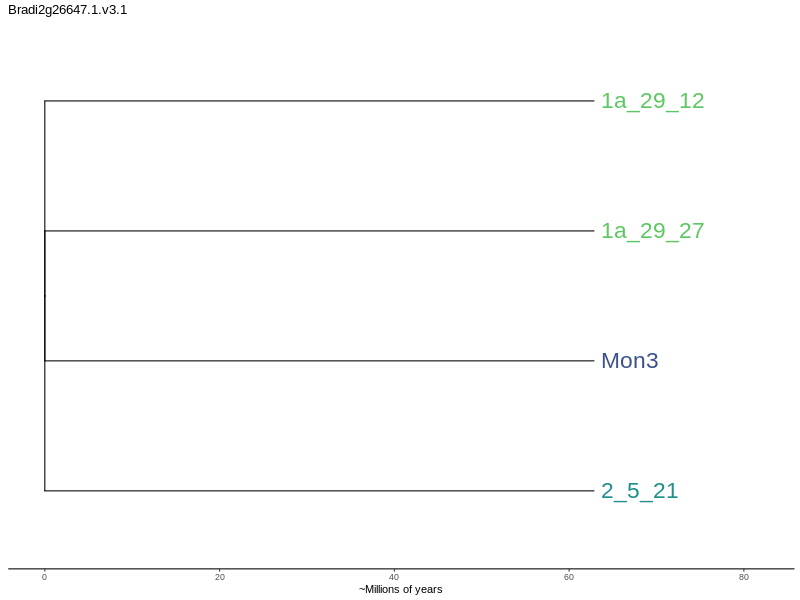 Bradi2g26647.1.v3.1
1a_29_12
1a_29_27
Mon3
2_5_21
0 20 40 60 80
~Millions of years